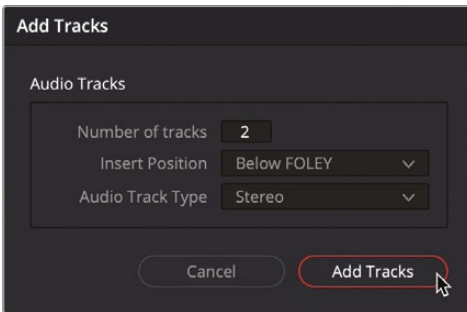 Add Tracks
Audio Tracks
Number of tracks 2
Insert Position Below FOLEY
Audio Track Type Stereo
Cancel Add Tracks